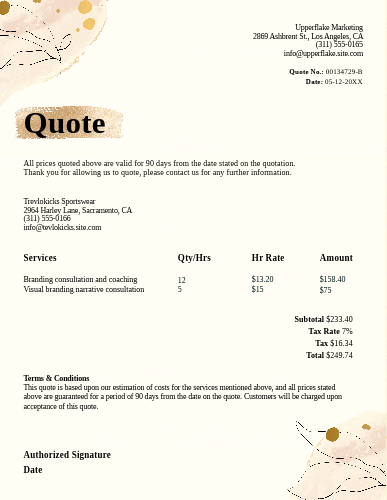 Upperflake Marketing
2869 Ashbrent St., Los Angeles, CA
(311) 555-0165
info@upperflake.site.com
Quote No.: 00134729-B
Date: 05-12-20XX
Quote
All prices quoted above are valid for 90 days from the date stated on the quotation.
Thank you for allowing us to quote, please contact us for any further information.
Trevlokicks Sportswear
2964 Harley Lane, Sacramento, CA
(311) 555-0166
info@tevlokicks.site.com
Services Qty/Hrs Hr Rate Amount
Branding consultation and coaching 12 $13.20 $158.40
Visual branding narrative consultation 5 $15 $75
Subtotal $233.40
Tax Rate 7%
Tax $16.34
Total $249.74
Terms & Conditions
This quote is based upon our estimation of costs for the services mentioned above, and all prices stated
above are guaranteed for a period of 90 days from the date on the quote. Customers will be charged upon
acceptance of this quote.
Authorized Signature
Date